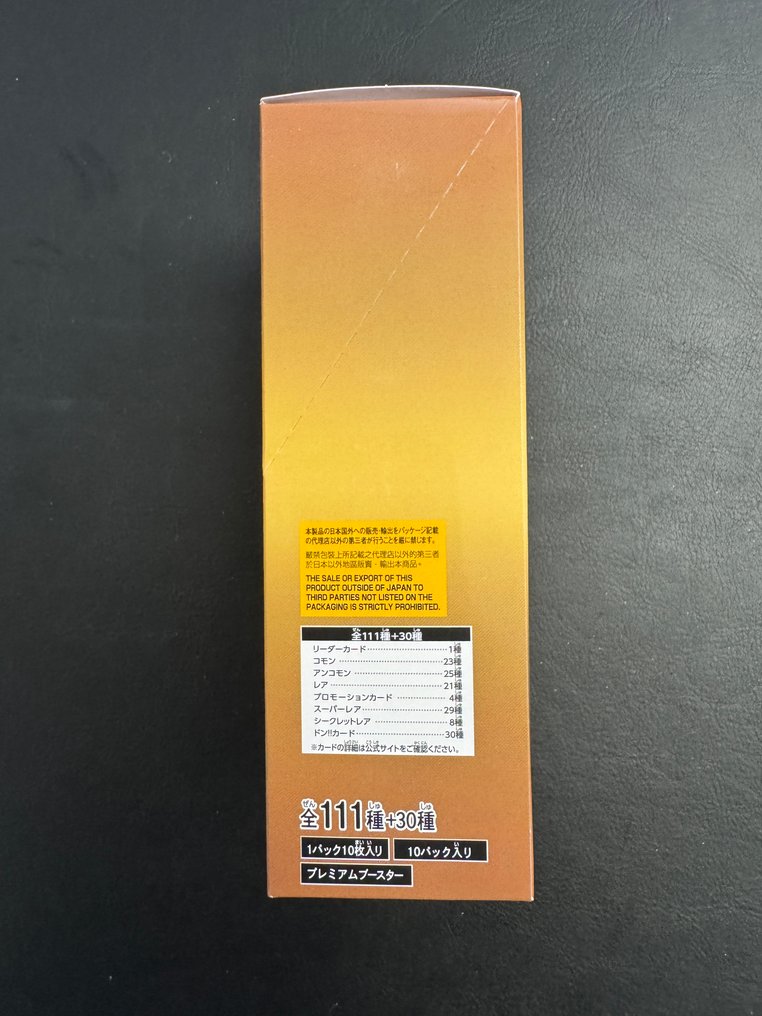 本製品の日本国外への販売・輸出をパッケージ記載
の代理店以外の第三者が行うことを厳に禁じます。
嚴禁包裝上所記載之代理店以外的第三者
於日本以外地區販賣、輸出本商品。
THE SALE OR EXPORT OF THIS
PRODUCT OUTSIDE OF JAPAN TO
THIRD PARTIES NOT LISTED ON THE
PACKAGING IS STRICTLY PROHIBITED.
全111種+30種
リーダーカード 1種
コモン 23種
アンコモン 25種
レア 21種
プロモーションカード 4種
スーパーレア 29種
シークレットレア 8種
ドン!!カード 30種
※カードの詳細は公式サイトをご確認ください。
全111種+30種
1パック10枚入り 10パック入り
プレミアムブースター